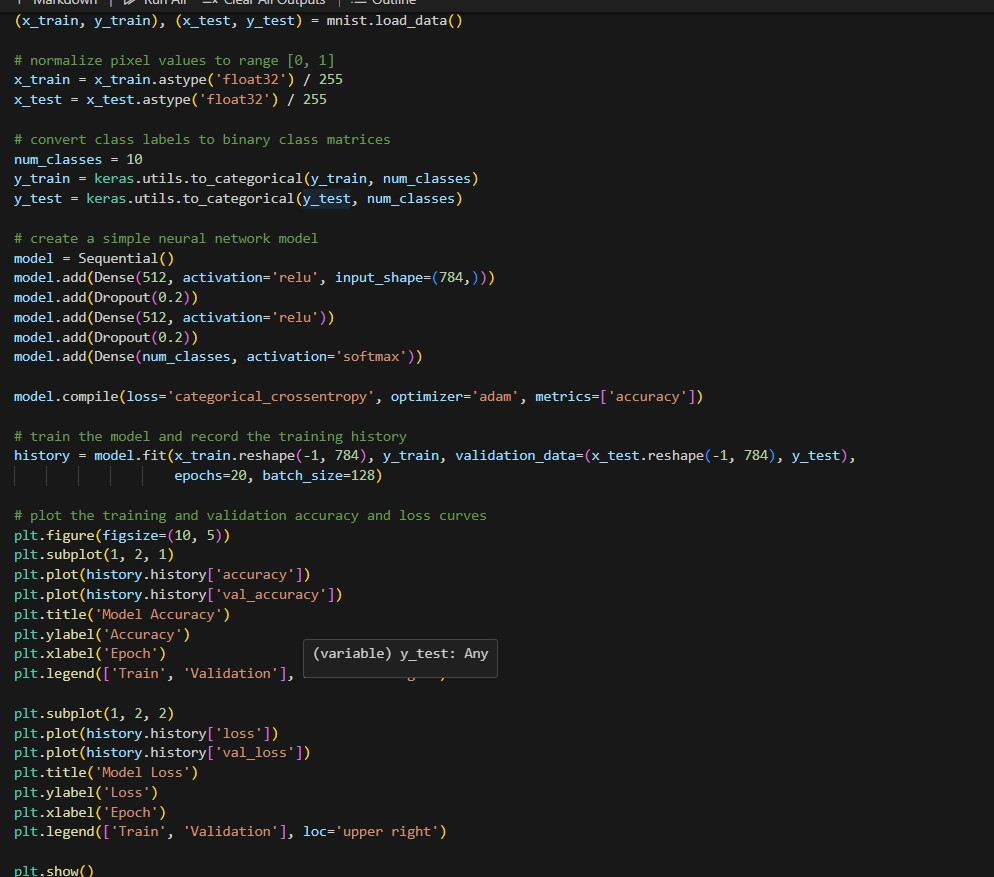 + Markdown | Run All Clear All Outputs | Outline
(x_train, y_train), (x_test, y_test) = mnist.load_data()
# normalize pixel values to range [0, 1]
x_train = x_train.astype('float32') / 255
x_test = x_test.astype('float32') / 255
# convert class labels to binary class matrices
num_classes = 10
y_train = keras.utils.to_categorical(y_train, num_classes)
y_test = keras.utils.to_categorical(y_test, num_classes)
# create a simple neural network model
model = Sequential()
model.add(Dense(512, activation='relu', input_shape=(784,)))
model.add(Dropout(0.2))
model.add(Dense(512, activation='relu'))
model.add(Dropout(0.2))
model.add(Dense(num_classes, activation='softmax'))
model.compile(loss='categorical_crossentropy', optimizer='adam', metrics=['accuracy'])
# train the model and record the training history
history = model.fit(x_train.reshape(-1, 784), y_train, validation_data=(x_test.reshape(-1, 784), y_test),
epochs=20, batch_size=128)
# plot the training and validation accuracy and loss curves
plt.figure(figsize=(10, 5))
plt.subplot(1, 2, 1)
plt.plot(history.history['accuracy'])
plt.plot(history.history['val_accuracy'])
plt.title('Model Accuracy')
plt.ylabel('Accuracy')
plt.xlabel('Epoch')
(variable) y_test: Any
plt.legend(['Train', 'Validation'],
plt.subplot(1, 2, 2)
plt.plot(history.history['loss'])
plt.plot(history.history['val_loss'])
plt.title('Model Loss')
plt.ylabel('Loss')
plt.xlabel('Epoch')
plt.legend(['Train', 'Validation'], loc='upper right')
plt.show()